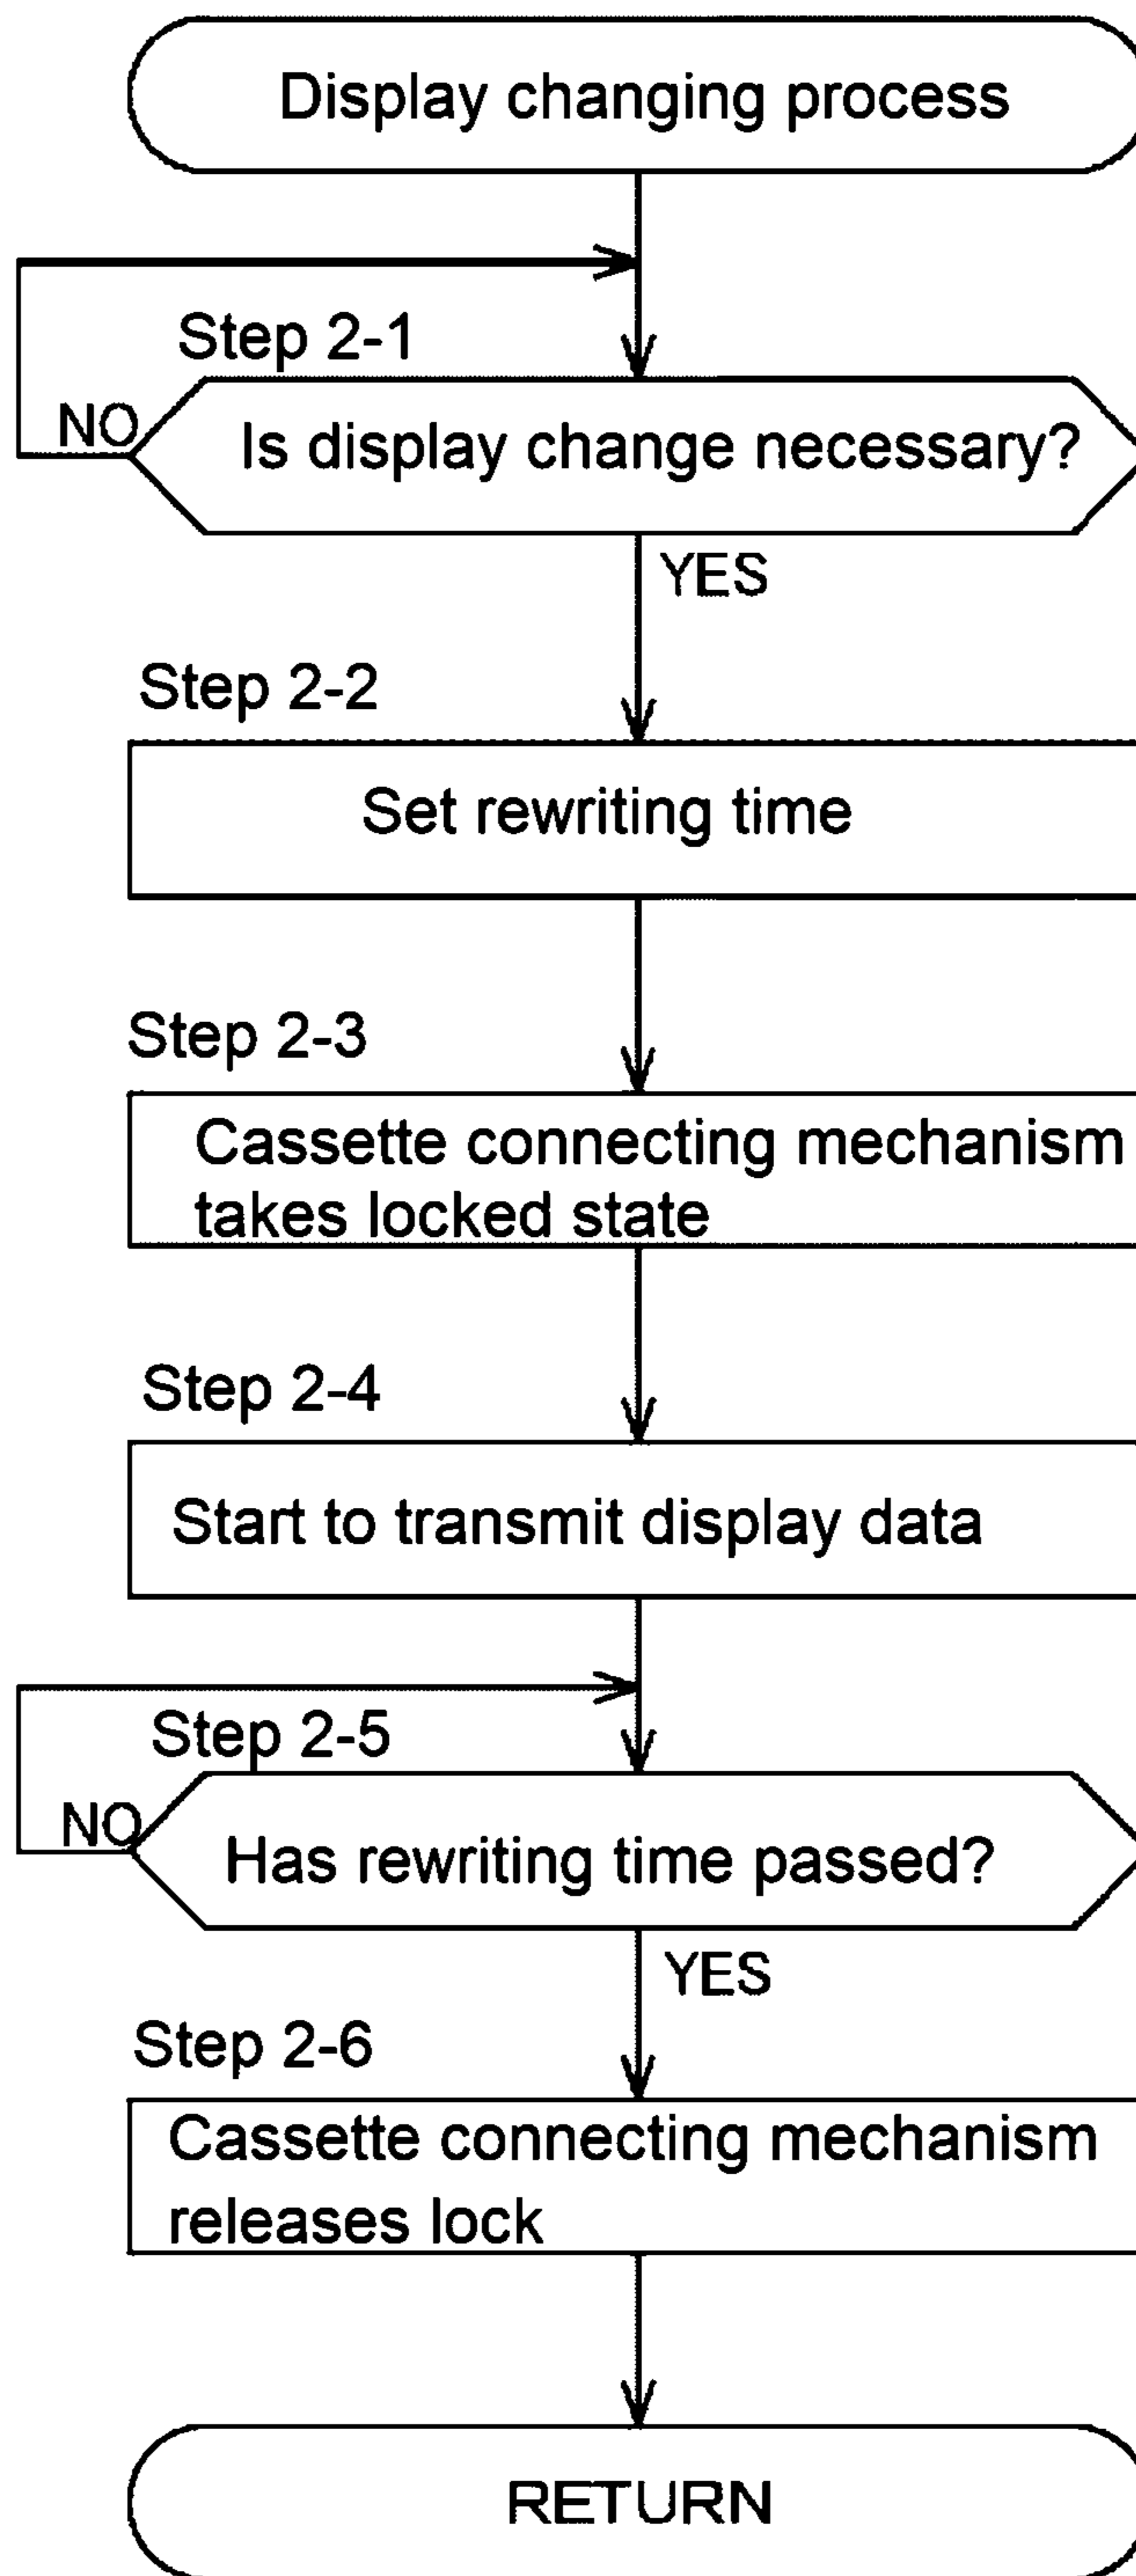 Display changing process
Step 2-1
NO
Is display change necessary?
YES
Step 2-2
Set rewriting time
Step 2-3
Cassette connecting mechanism
takes locked state
Step 2-4
Start to transmit display data
Step 2-5
NO
Has rewriting time passed?
YES
Step 2-6
Cassette connecting mechanism
releases lock
RETURN